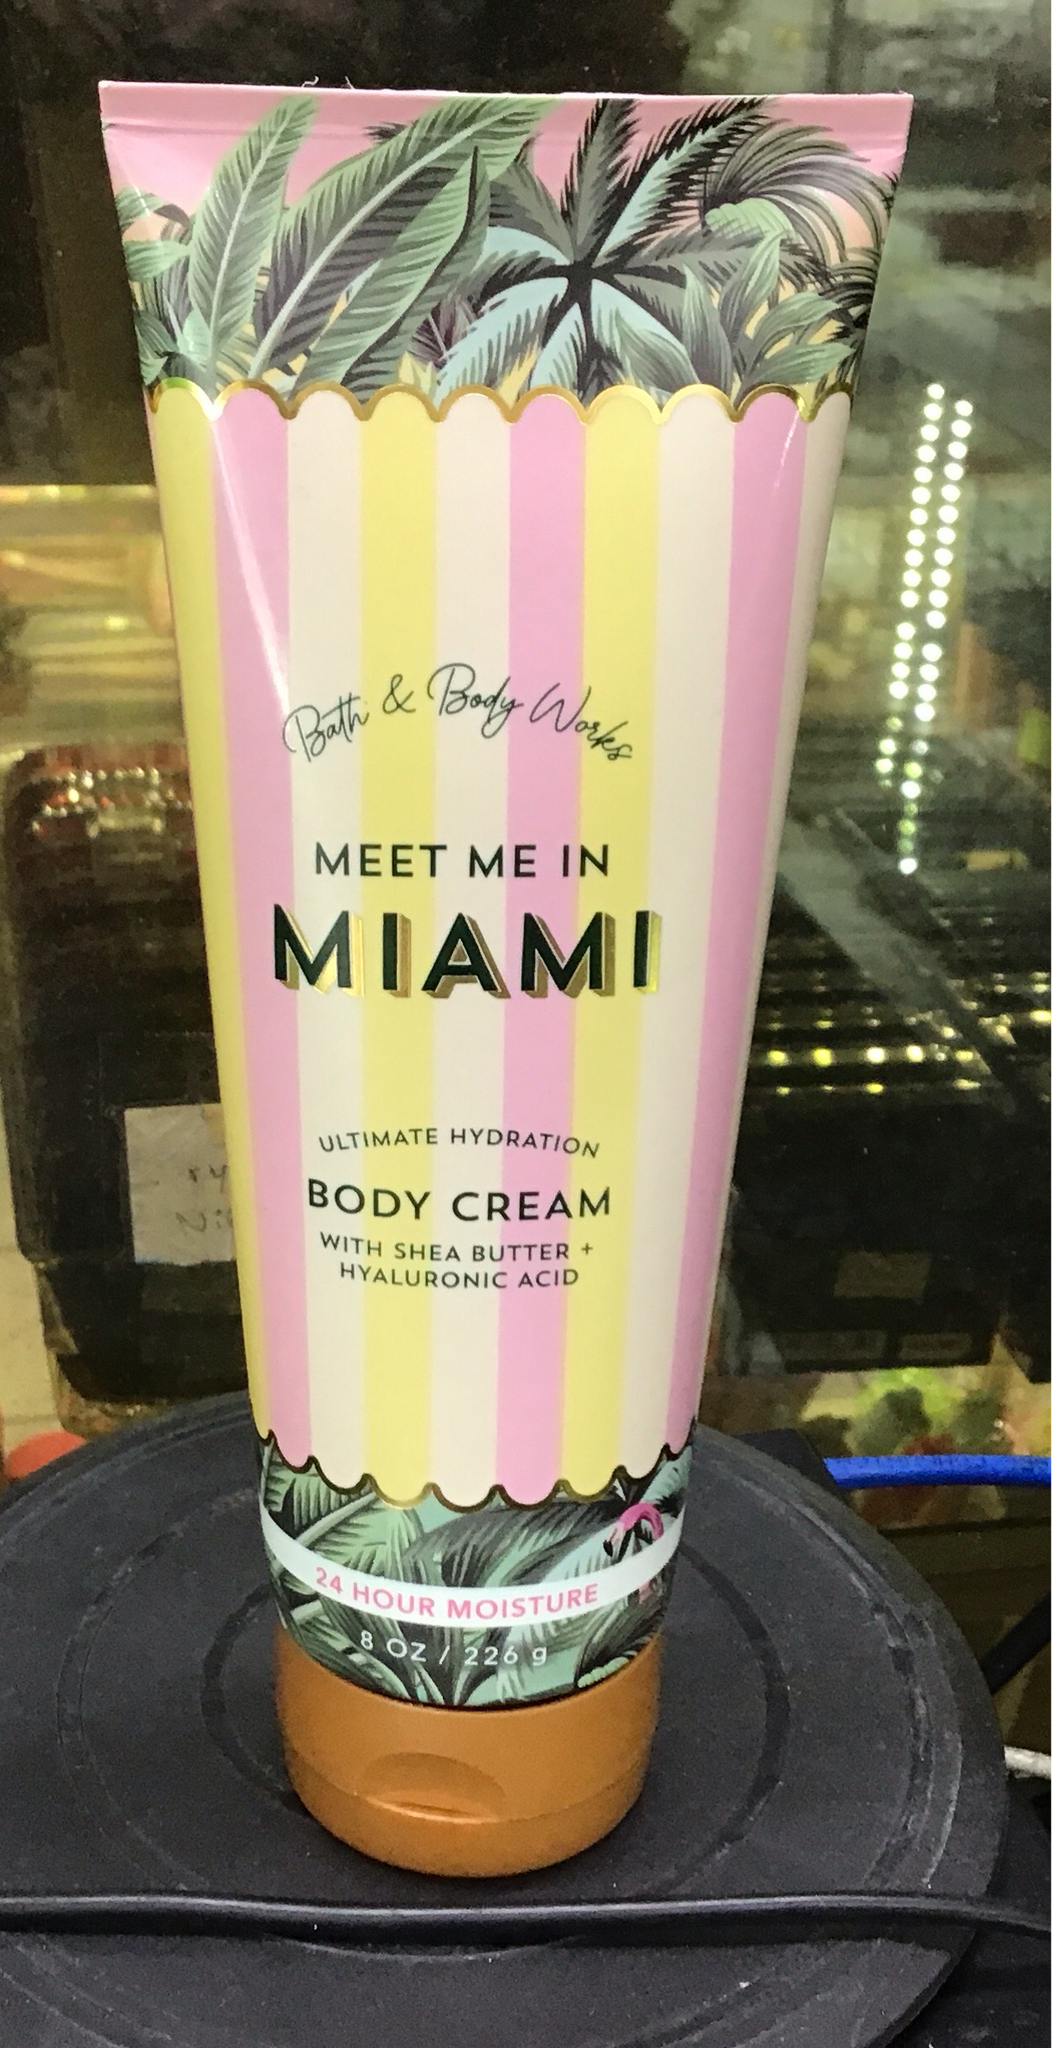 Bath & Body Works
MEET ME IN
MIAMI
ULTIMATE HYDRATION
BODY CREAM
WITH SHEA BUTTER +
HYALURONIC ACID
24 HOUR MOISTURE
8 OZ / 226 g